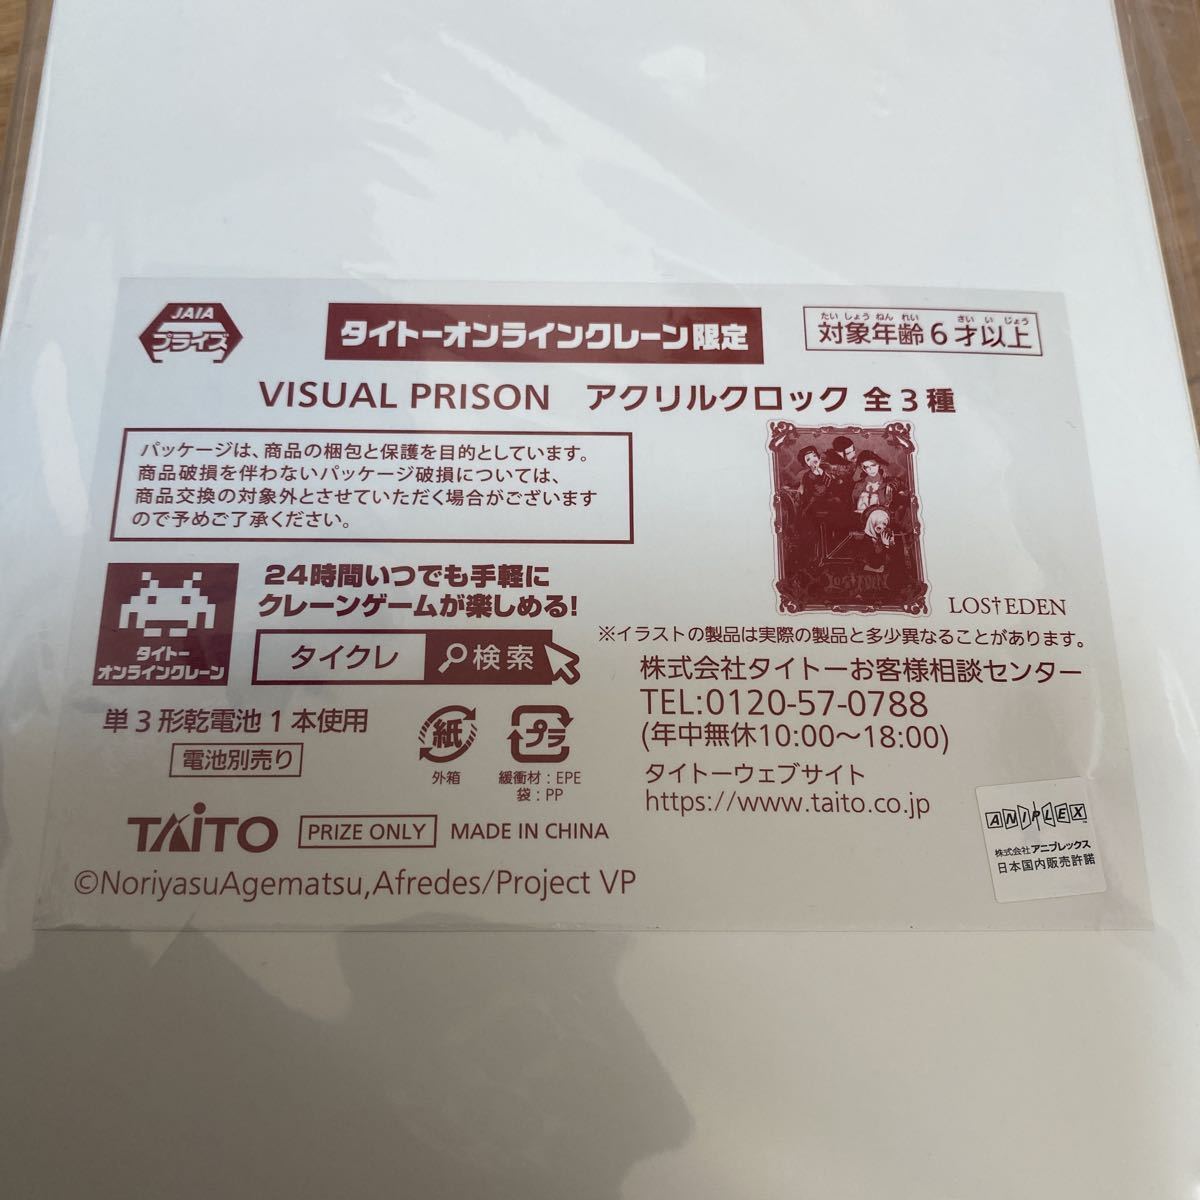 JAIA
プライズ
タイトーオンラインクレーン限定
たいしょうねんれい さいいじょう
対象年齢6才以上
VISUAL PRISON アクリルクロック 全3種
パッケージは、商品の梱包と保護を目的としています。
商品破損を伴わないパッケージ破損については、
商品交換の対象外とさせていただく場合がございます
ので予めご了承ください。
LOST EDEN
LOS†EDEN
24時間いつでも手軽に
クレーンゲームが楽しめる!
タイトー
オンラインクレーン
タイクレ 検索
※イラストの製品は実際の製品と多少異なることがあります。
株式会社タイトーお客様相談センター
TEL:0120-57-0788
(年中無休10:00〜18:00)
タイトーウェブサイト
https://www.taito.co.jp
単3形乾電池1本使用
電池別売り
紙
外箱
プラ
緩衝材:EPE
袋:PP
TAITO PRIZE ONLY MADE IN CHINA
©NoriyasuAgematsu,Afredes/Project VP
ANIPLEX™
株式会社アニプレックス
日本国内販売許諾